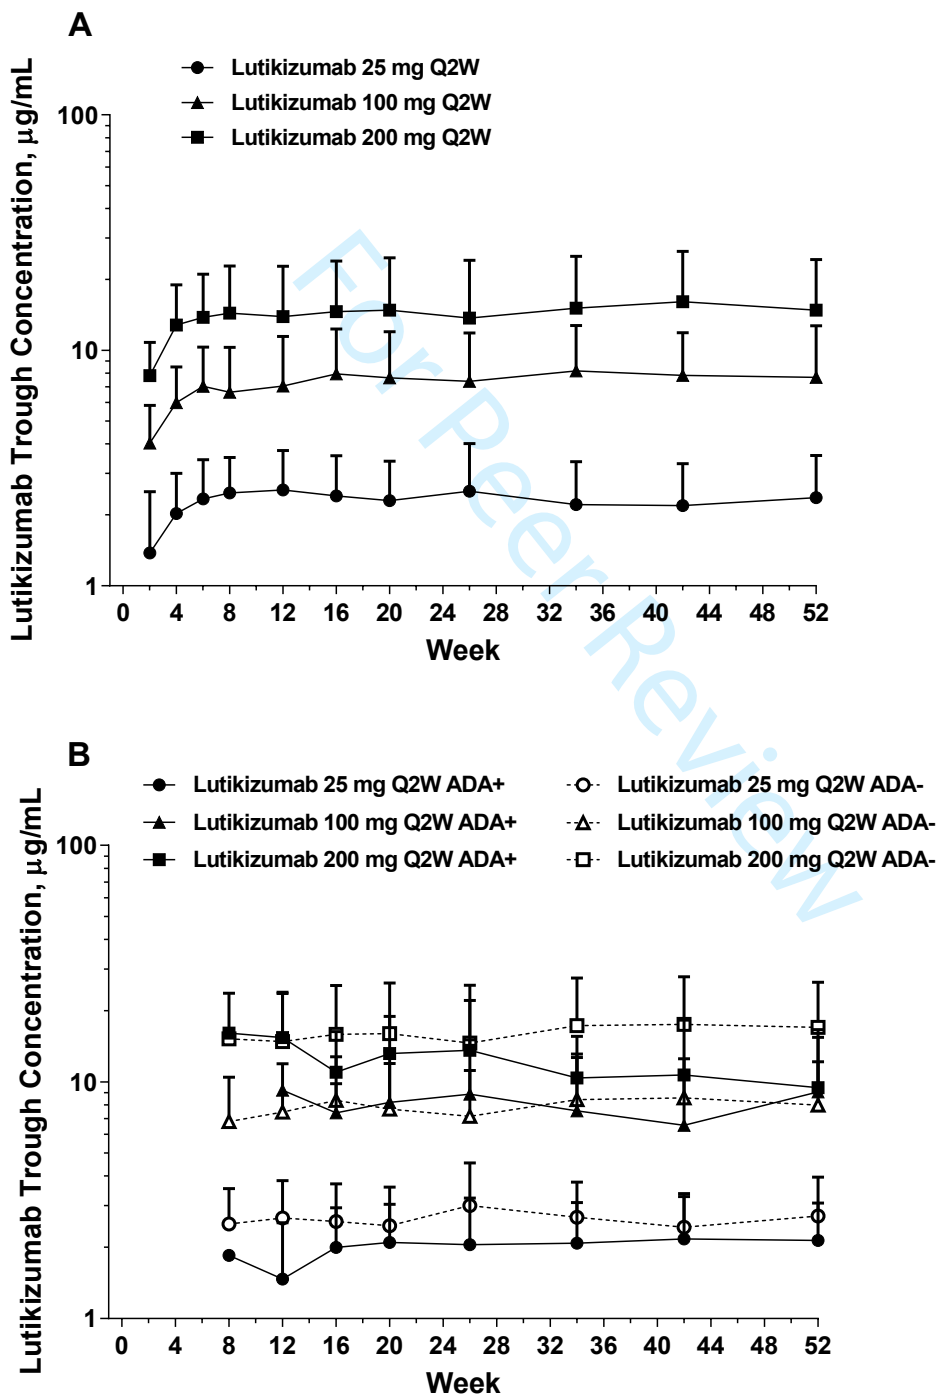 A
Lutikizumab 25 mg Q2W
Lutikizumab 100 mg Q2W
Lutikizumab 200 mg Q2W
Lutikizumab Trough Concentration, μg/mL
100
10
1
0 4 8 12 16 20 24 28 32 36 40 44 48 52
Week
For Peer Review
B
Lutikizumab 25 mg Q2W ADA+ Lutikizumab 25 mg Q2W ADA-
Lutikizumab 100 mg Q2W ADA+ Lutikizumab 100 mg Q2W ADA-
Lutikizumab 200 mg Q2W ADA+ Lutikizumab 200 mg Q2W ADA-
Lutikizumab Trough Concentration, μg/mL
100
10
1
0 4 8 12 16 20 24 28 32 36 40 44 48 52
Week